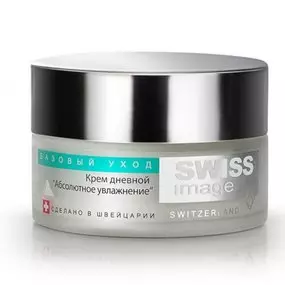 БАЗОВЫЙ УХОД
Крем дневной
"Абсолютное увлажнение"
СДЕЛАНО В ШВЕЙЦАРИИ
SWISS
image
SWITZERLAND